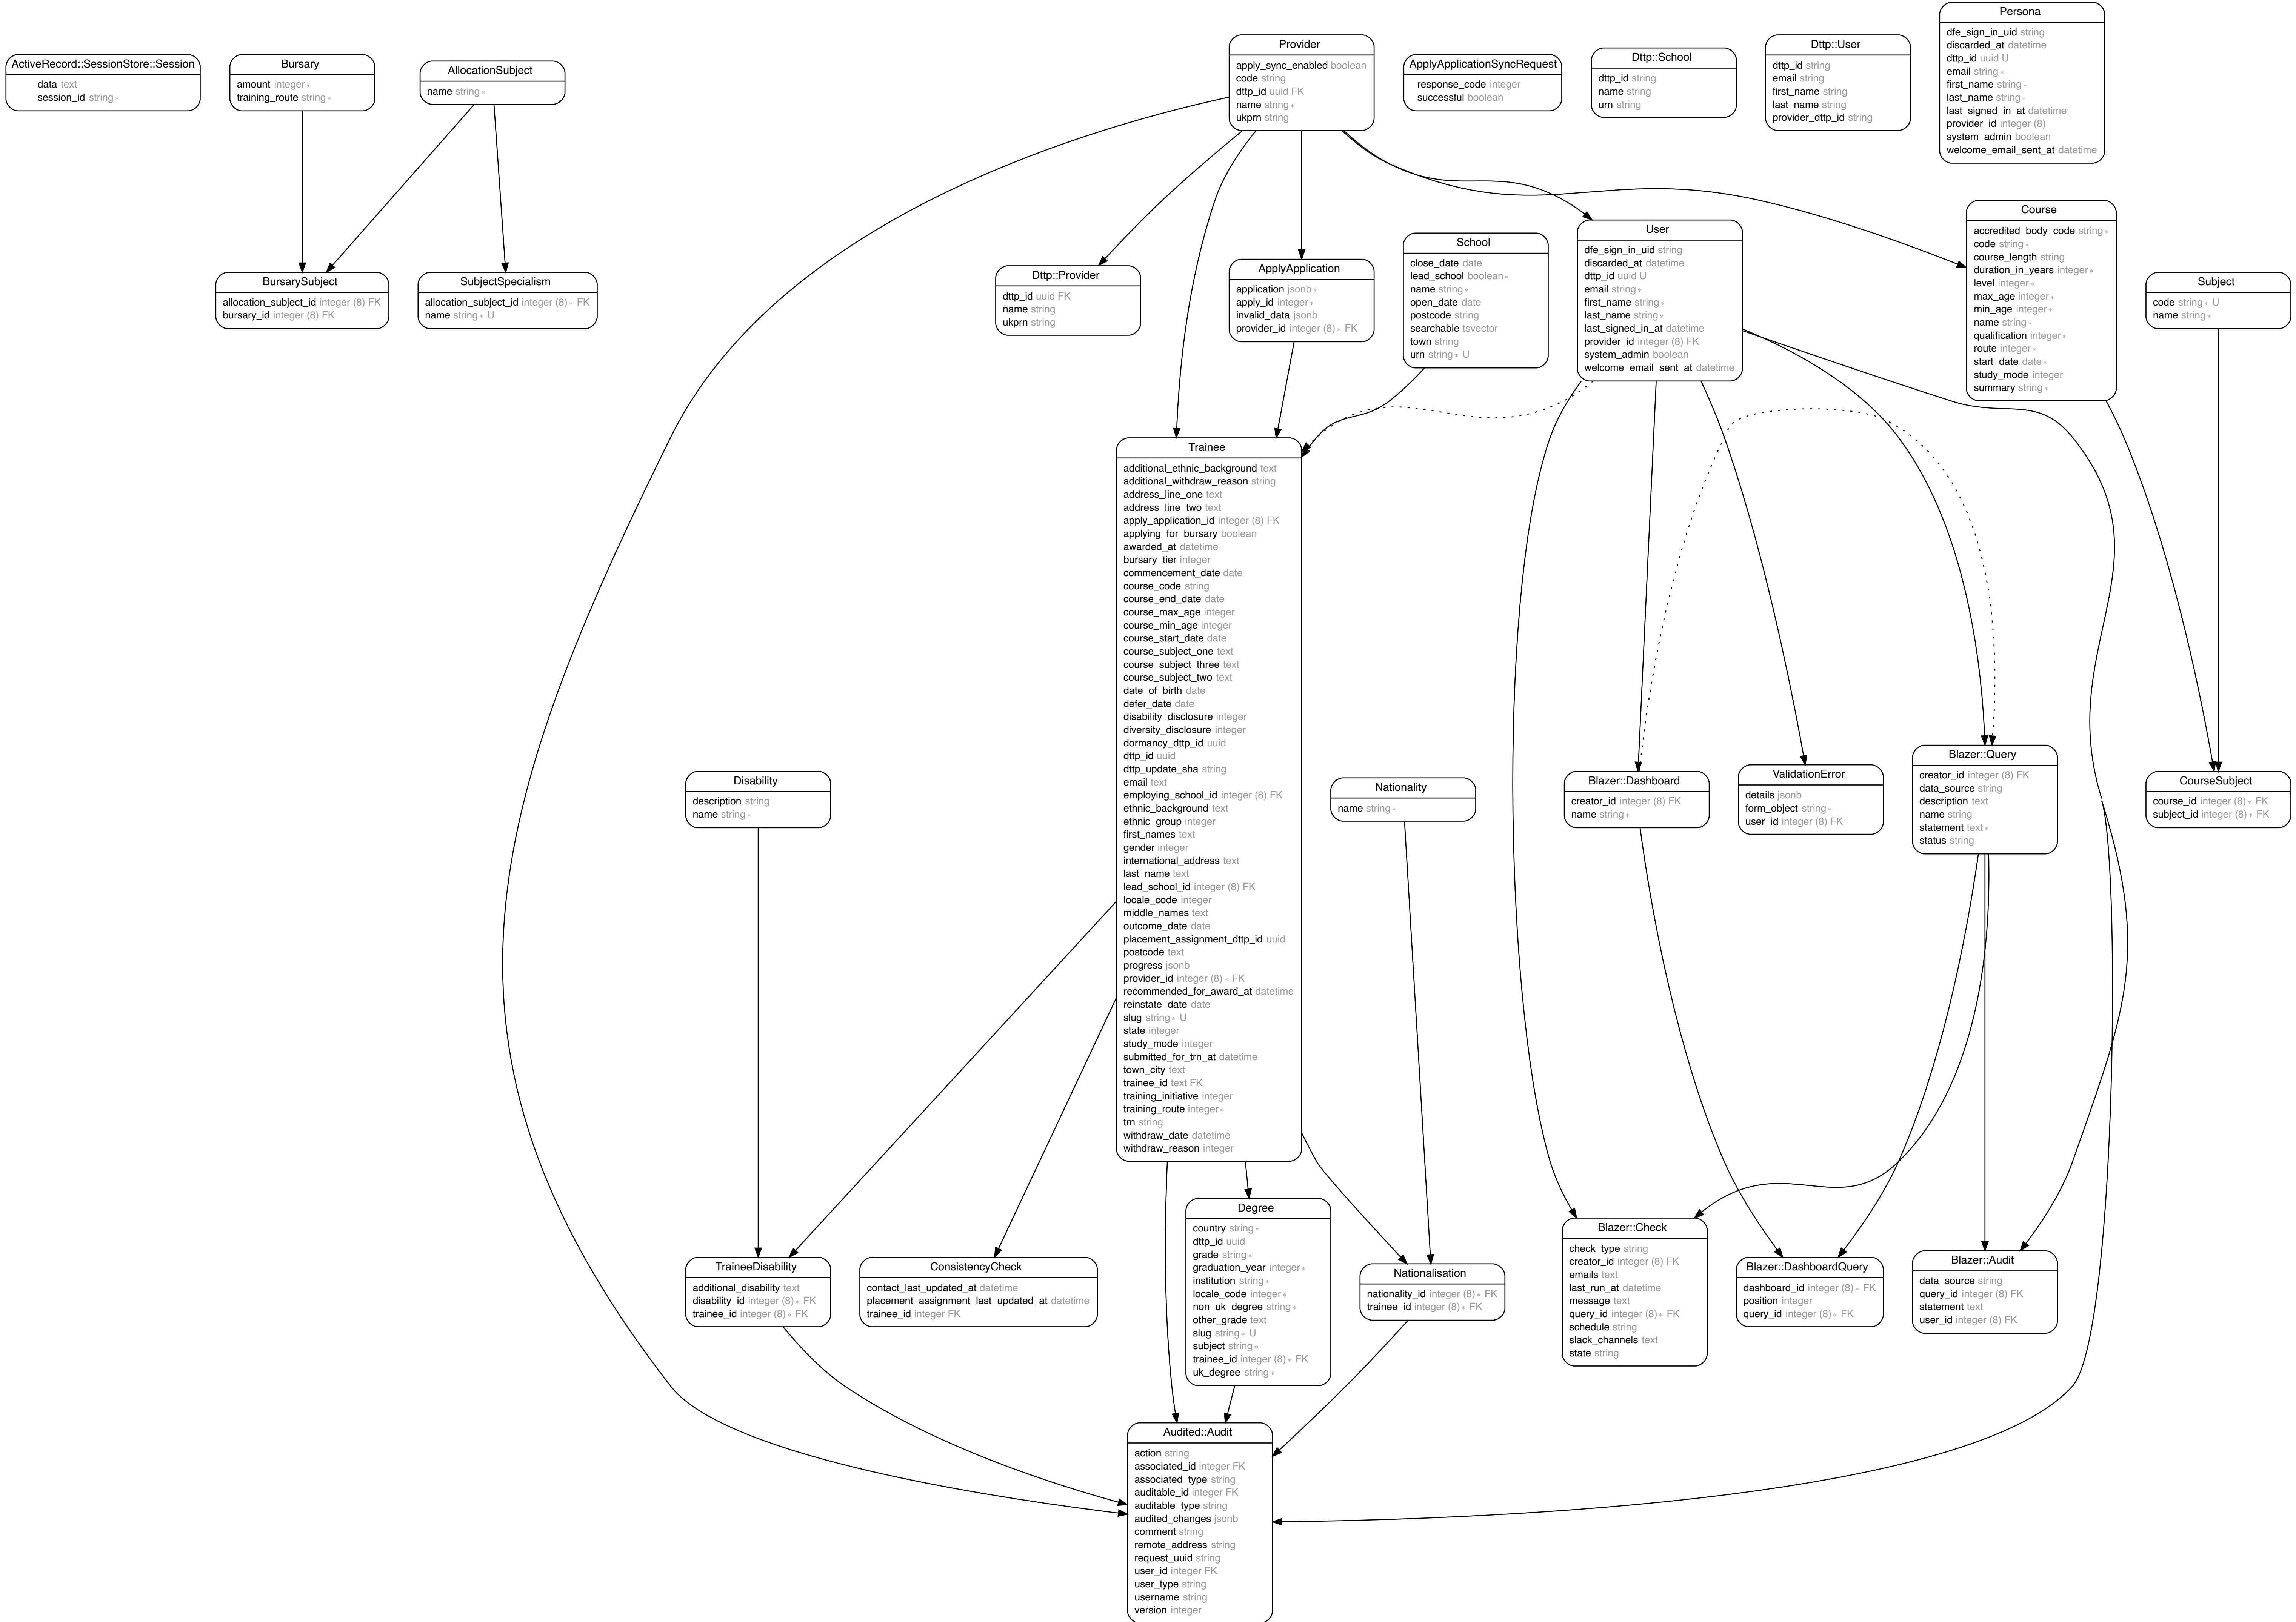 ActiveRecord::SessionStore::Session
data text
session_id string *
Bursary
amount integer *
training_route string *
AllocationSubject
name string *
Provider
apply_sync_enabled boolean
code string
dttp_id uuid FK
name string *
ukprn string
ApplyApplicationSyncRequest
response_code integer
successful boolean
Dttp::School
dttp_id string
name string
urn string
Dttp::User
dttp_id string
email string
first_name string
last_name string
provider_dttp_id string
Persona
dfe_sign_in_uid string
discarded_at datetime
dttp_id uuid U
email string *
first_name string *
last_name string *
last_signed_in_at datetime
provider_id integer (8)
system_admin boolean
welcome_email_sent_at datetime
BursarySubject
allocation_subject_id integer (8) FK
bursary_id integer (8) FK
SubjectSpecialism
allocation_subject_id integer (8) * FK
name string * U
Dttp::Provider
dttp_id uuid FK
name string
ukprn string
ApplyApplication
application jsonb *
apply_id integer *
invalid_data jsonb
provider_id integer (8) * FK
School
close_date date
lead_school boolean *
name string *
open_date date
postcode string
searchable tsvector
town string
urn string * U
User
dfe_sign_in_uid string
discarded_at datetime
dttp_id uuid U
email string *
first_name string *
last_name string *
last_signed_in_at datetime
provider_id integer (8) FK
system_admin boolean
welcome_email_sent_at datetime
Course
accredited_body_code string *
code string *
course_length string
duration_in_years integer *
level integer *
max_age integer *
min_age integer *
name string *
qualification integer *
route integer *
start_date date *
study_mode integer
summary string *
Subject
code string * U
name string *
Trainee
additional_ethnic_background text
additional_withdraw_reason string
address_line_one text
address_line_two text
apply_application_id integer (8) FK
applying_for_bursary boolean
awarded_at datetime
bursary_tier integer
commencement_date date
course_code string
course_end_date date
course_max_age integer
course_min_age integer
course_start_date date
course_subject_one text
course_subject_three text
course_subject_two text
date_of_birth date
defer_date date
disability_disclosure integer
diversity_disclosure integer
dormancy_dttp_id uuid
dttp_id uuid
dttp_update_sha string
email text
employing_school_id integer (8) FK
ethnic_background text
ethnic_group integer
first_names text
gender integer
international_address text
last_name text
lead_school_id integer (8) FK
locale_code integer
middle_names text
outcome_date date
placement_assignment_dttp_id uuid
postcode text
progress jsonb
provider_id integer (8) * FK
recommended_for_award_at datetime
reinstate_date date
slug string * U
state integer
study_mode integer
submitted_for_trn_at datetime
town_city text
trainee_id text FK
training_initiative integer
training_route integer *
trn string
withdraw_date datetime
withdraw_reason integer
Disability
description string
name string *
Nationality
name string *
Blazer::Dashboard
creator_id integer (8) FK
name string *
ValidationError
details jsonb
form_object string *
user_id integer (8) FK
Blazer::Query
creator_id integer (8) FK
data_source string
description text
name string
statement text *
status string
CourseSubject
course_id integer (8) * FK
subject_id integer (8) * FK
TraineeDisability
additional_disability text
disability_id integer (8) * FK
trainee_id integer (8) * FK
ConsistencyCheck
contact_last_updated_at datetime
placement_assignment_last_updated_at datetime
trainee_id integer FK
Degree
country string *
dttp_id uuid
grade string *
graduation_year integer *
institution string *
locale_code integer *
non_uk_degree string *
other_grade text
slug string * U
subject string *
trainee_id integer (8) * FK
uk_degree string *
Nationalisation
nationality_id integer (8) * FK
trainee_id integer (8) * FK
Blazer::Check
check_type string
creator_id integer (8) FK
emails text
last_run_at datetime
message text
query_id integer (8) * FK
schedule string
slack_channels text
state string
Blazer::DashboardQuery
dashboard_id integer (8) * FK
position integer
query_id integer (8) * FK
Blazer::Audit
data_source string
query_id integer (8) FK
statement text
user_id integer (8) FK
Audited::Audit
action string
associated_id integer FK
associated_type string
auditable_id integer FK
auditable_type string
audited_changes jsonb
comment string
remote_address string
request_uuid string
user_id integer FK
user_type string
username string
version integer